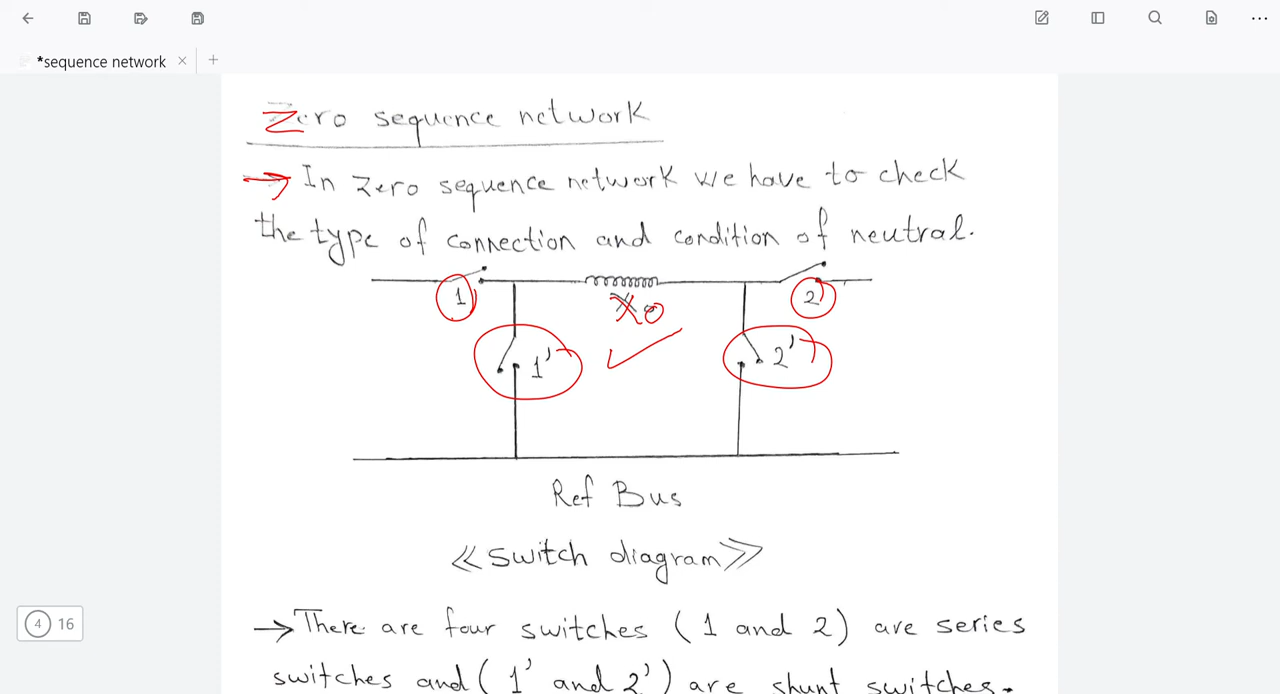 *sequence network
Zero sequence network
→ In Zero sequence network we have to check
the type of connection and condition of neutral.
1
X0
2
1'
2'
Ref Bus
<< Switch diagram >>
→ There are four switches ( 1 and 2 ) are series
switches and ( 1' and 2' ) are shunt switches.
4 16